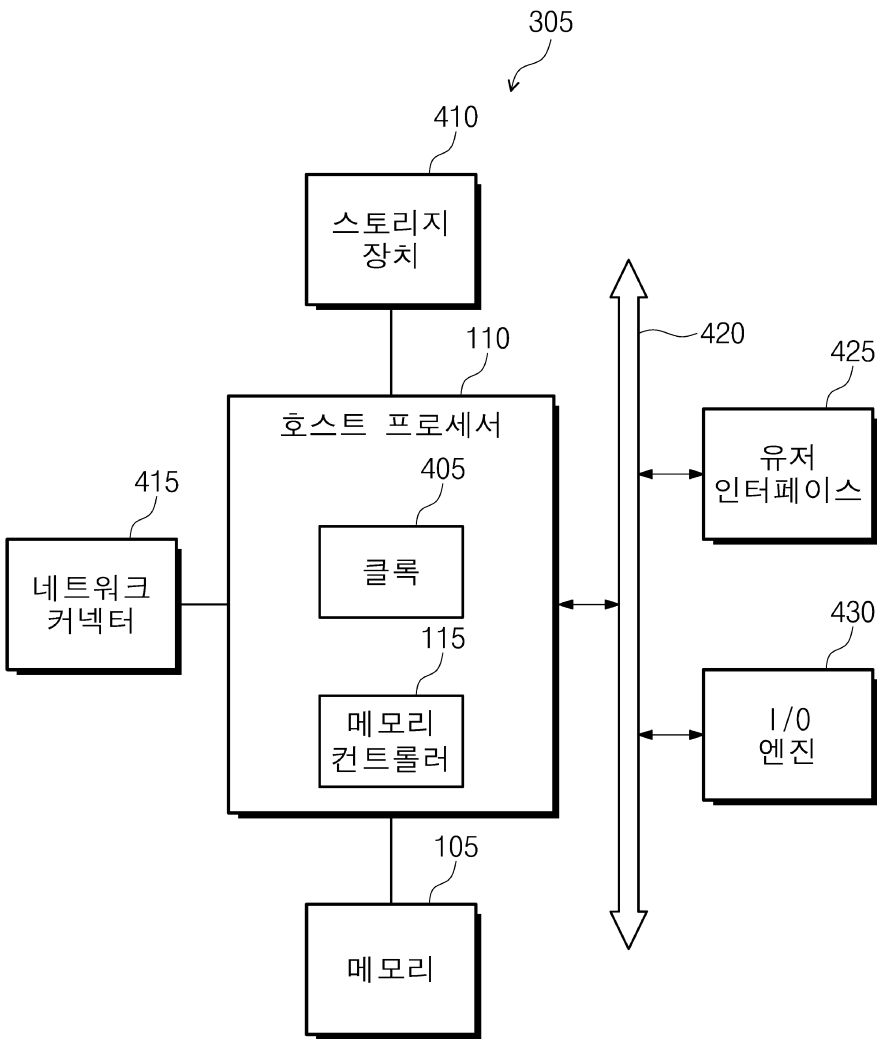 305
410
스토리지
장치
110
420
425
호스트 프로세서
유저
인터페이스
405
415
클록
네트워크
커넥터
115
430
메모리
컨트롤러
I/O
엔진
105
메모리